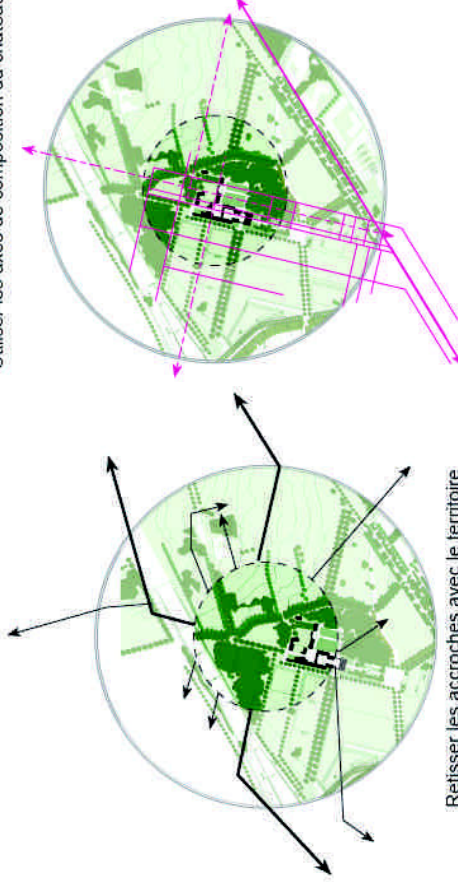 Utiliser les axes de composition du château
Retisser les accroches avec le territoire